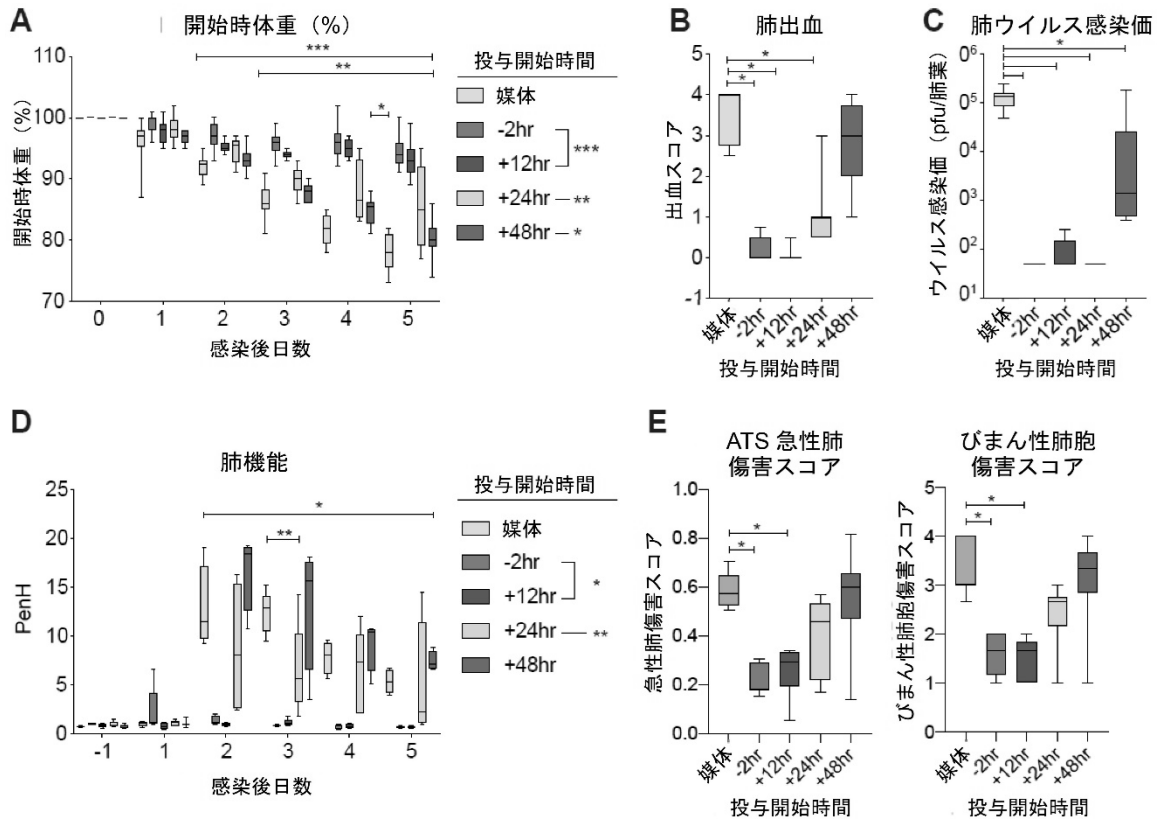 A
開始時体重（%）
開始時体重（%）
110
100
90
80
70
***
**
*
0
1
2
3
4
5
感染後日数
投与開始時間
媒体
-2hr
+12hr
***
+24hr
**
+48hr
*
B
肺出血
出血スコア
5
4
3
2
1
0
-1
*
*
*
媒体
-2hr
+12hr
+24hr
+48hr
投与開始時間
C
肺ウイルス感染価
ウイルス感染価（pfu/肺葉）
0⁶
0⁵
0⁴
0³
0²
0¹
*
媒体
-2hr
+12hr
+24hr
+48hr
投与開始時間
D
肺機能
PenH
25
20
15
10
5
0
*
**
-1
1
2
3
4
5
感染後日数
投与開始時間
媒体
-2hr
+12hr
*
+24hr
**
+48hr
E
ATS 急性肺
傷害スコア
急性肺傷害スコア
1.0
0.8
0.6
0.4
0.2
0.0
*
*
媒体
-2hr
+12hr
+24hr
+48hr
投与開始時間
びまん性肺胞
傷害スコア
びまん性肺胞傷害スコア
5
4
3
2
1
0
*
*
媒体
-2hr
+12hr
+24hr
+48hr
投与開始時間